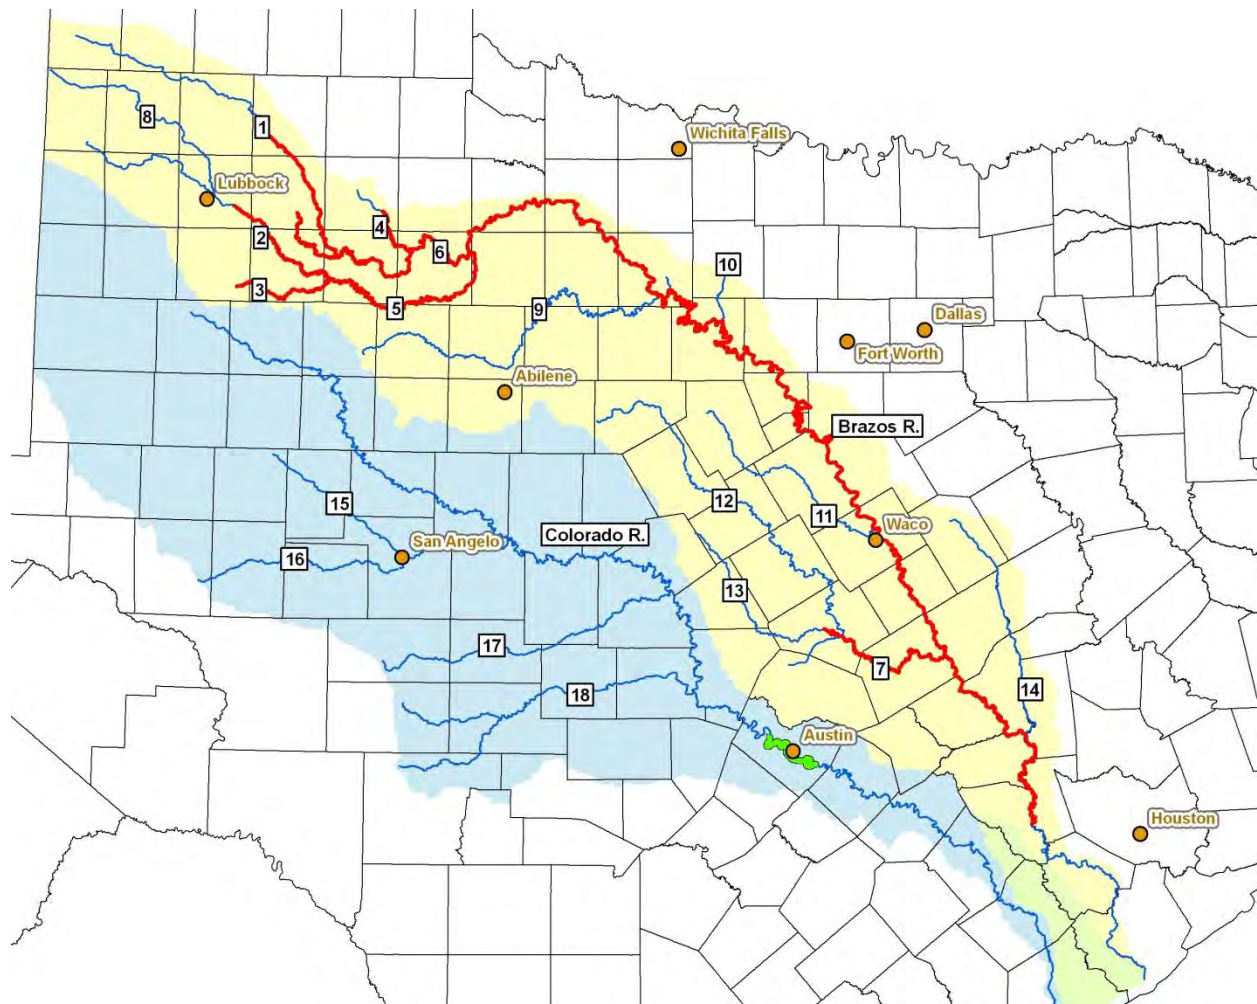 8
1
Wichita Falls
Lubbock
2
4
6
10
3
5
9
Dallas
Fort Worth
Abilene
Brazos R.
15
12
11
Waco
Colorado R.
San Angelo
16
13
17
7
18
14
Austin
Houston